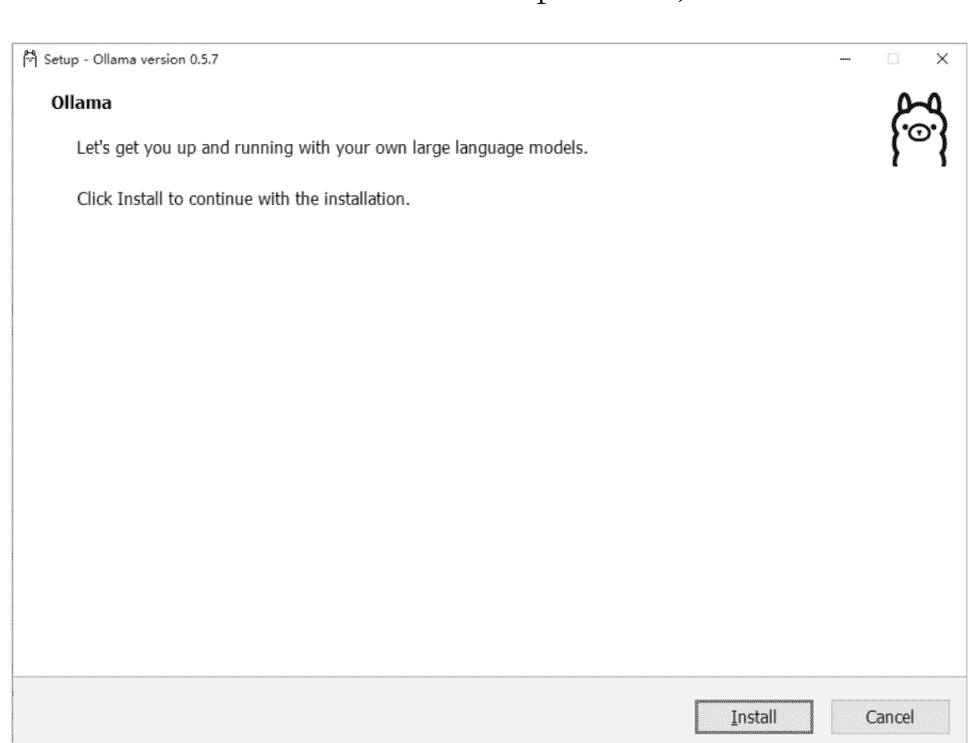 Setup - Ollama version 0.5.7
Ollama
Let's get you up and running with your own large language models.
Click Install to continue with the installation.
Install
Cancel